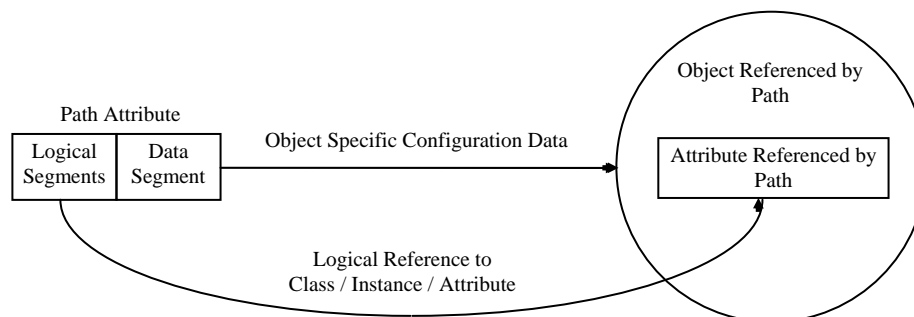 Object Referenced by
Path
Path Attribute
Object Specific Configuration Data
Logical
Segments
Data
Segment
Attribute Referenced by
Path
Logical Reference to
Class / Instance / Attribute